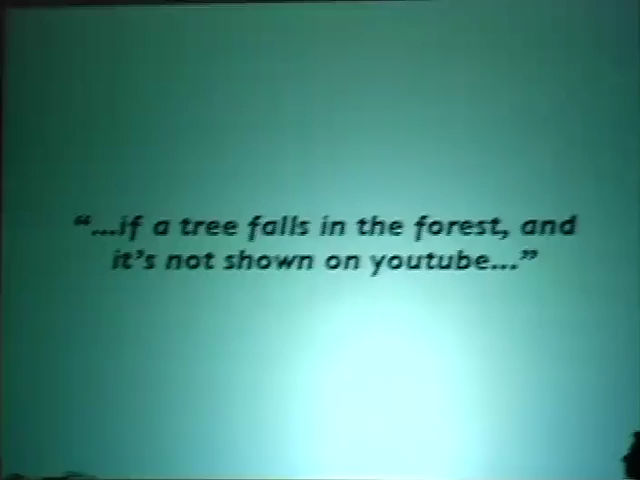 “...if a tree falls in the forest, and
it’s not shown on youtube...”